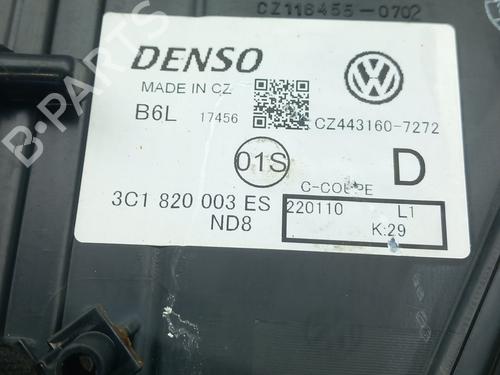 CZ116455-0702
DENSO
MADE IN CZ
B6L 17456
CZ443160-7272
01S
D
C-COUPE
3C1 820 003 ES
ND8
220110 L1
K:29
B-PARTS